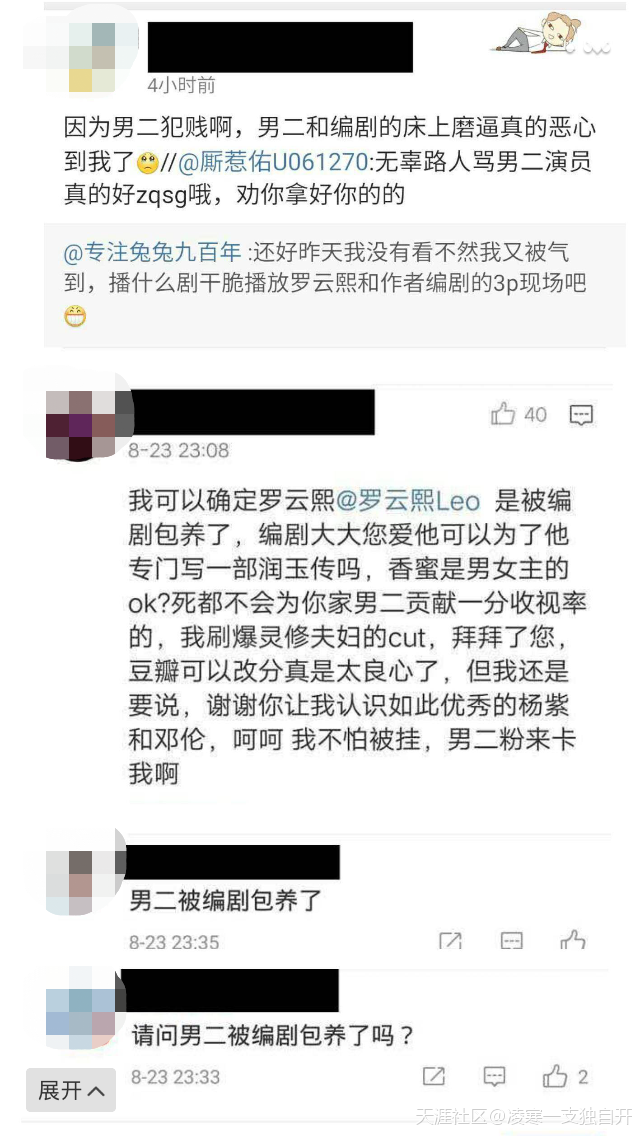 4小时前
因为男二犯贱啊，男二和编剧的床上磨逼真的恶心
到我了//@厮惹佑U061270:无辜路人骂男二演员
真的好zqsg哦，劝你拿好你的的
@专注兔兔九百年 :还好昨天我没有看不然我又被气
到，播什么剧干脆播放罗云熙和作者编剧的3p现场吧
40
8-23 23:08
我可以确定罗云熙@罗云熙Leo 是被编
剧包养了，编剧大大您爱他可以为了他
专门写一部润玉传吗，香蜜是男女主的
ok?死都不会为你家男二贡献一分收视率
的，我刷爆灵修夫妇的cut，拜拜了您，
豆瓣可以改分真是太良心了，但我还是
要说，谢谢你让我认识如此优秀的杨紫
和邓伦，呵呵 我不怕被挂，男二粉来卡
我啊
男二被编剧包养了
8-23 23:35
请问男二被编剧包养了吗？
8-23 23:33
2
展开
天涯社区@凌寒一支独自开